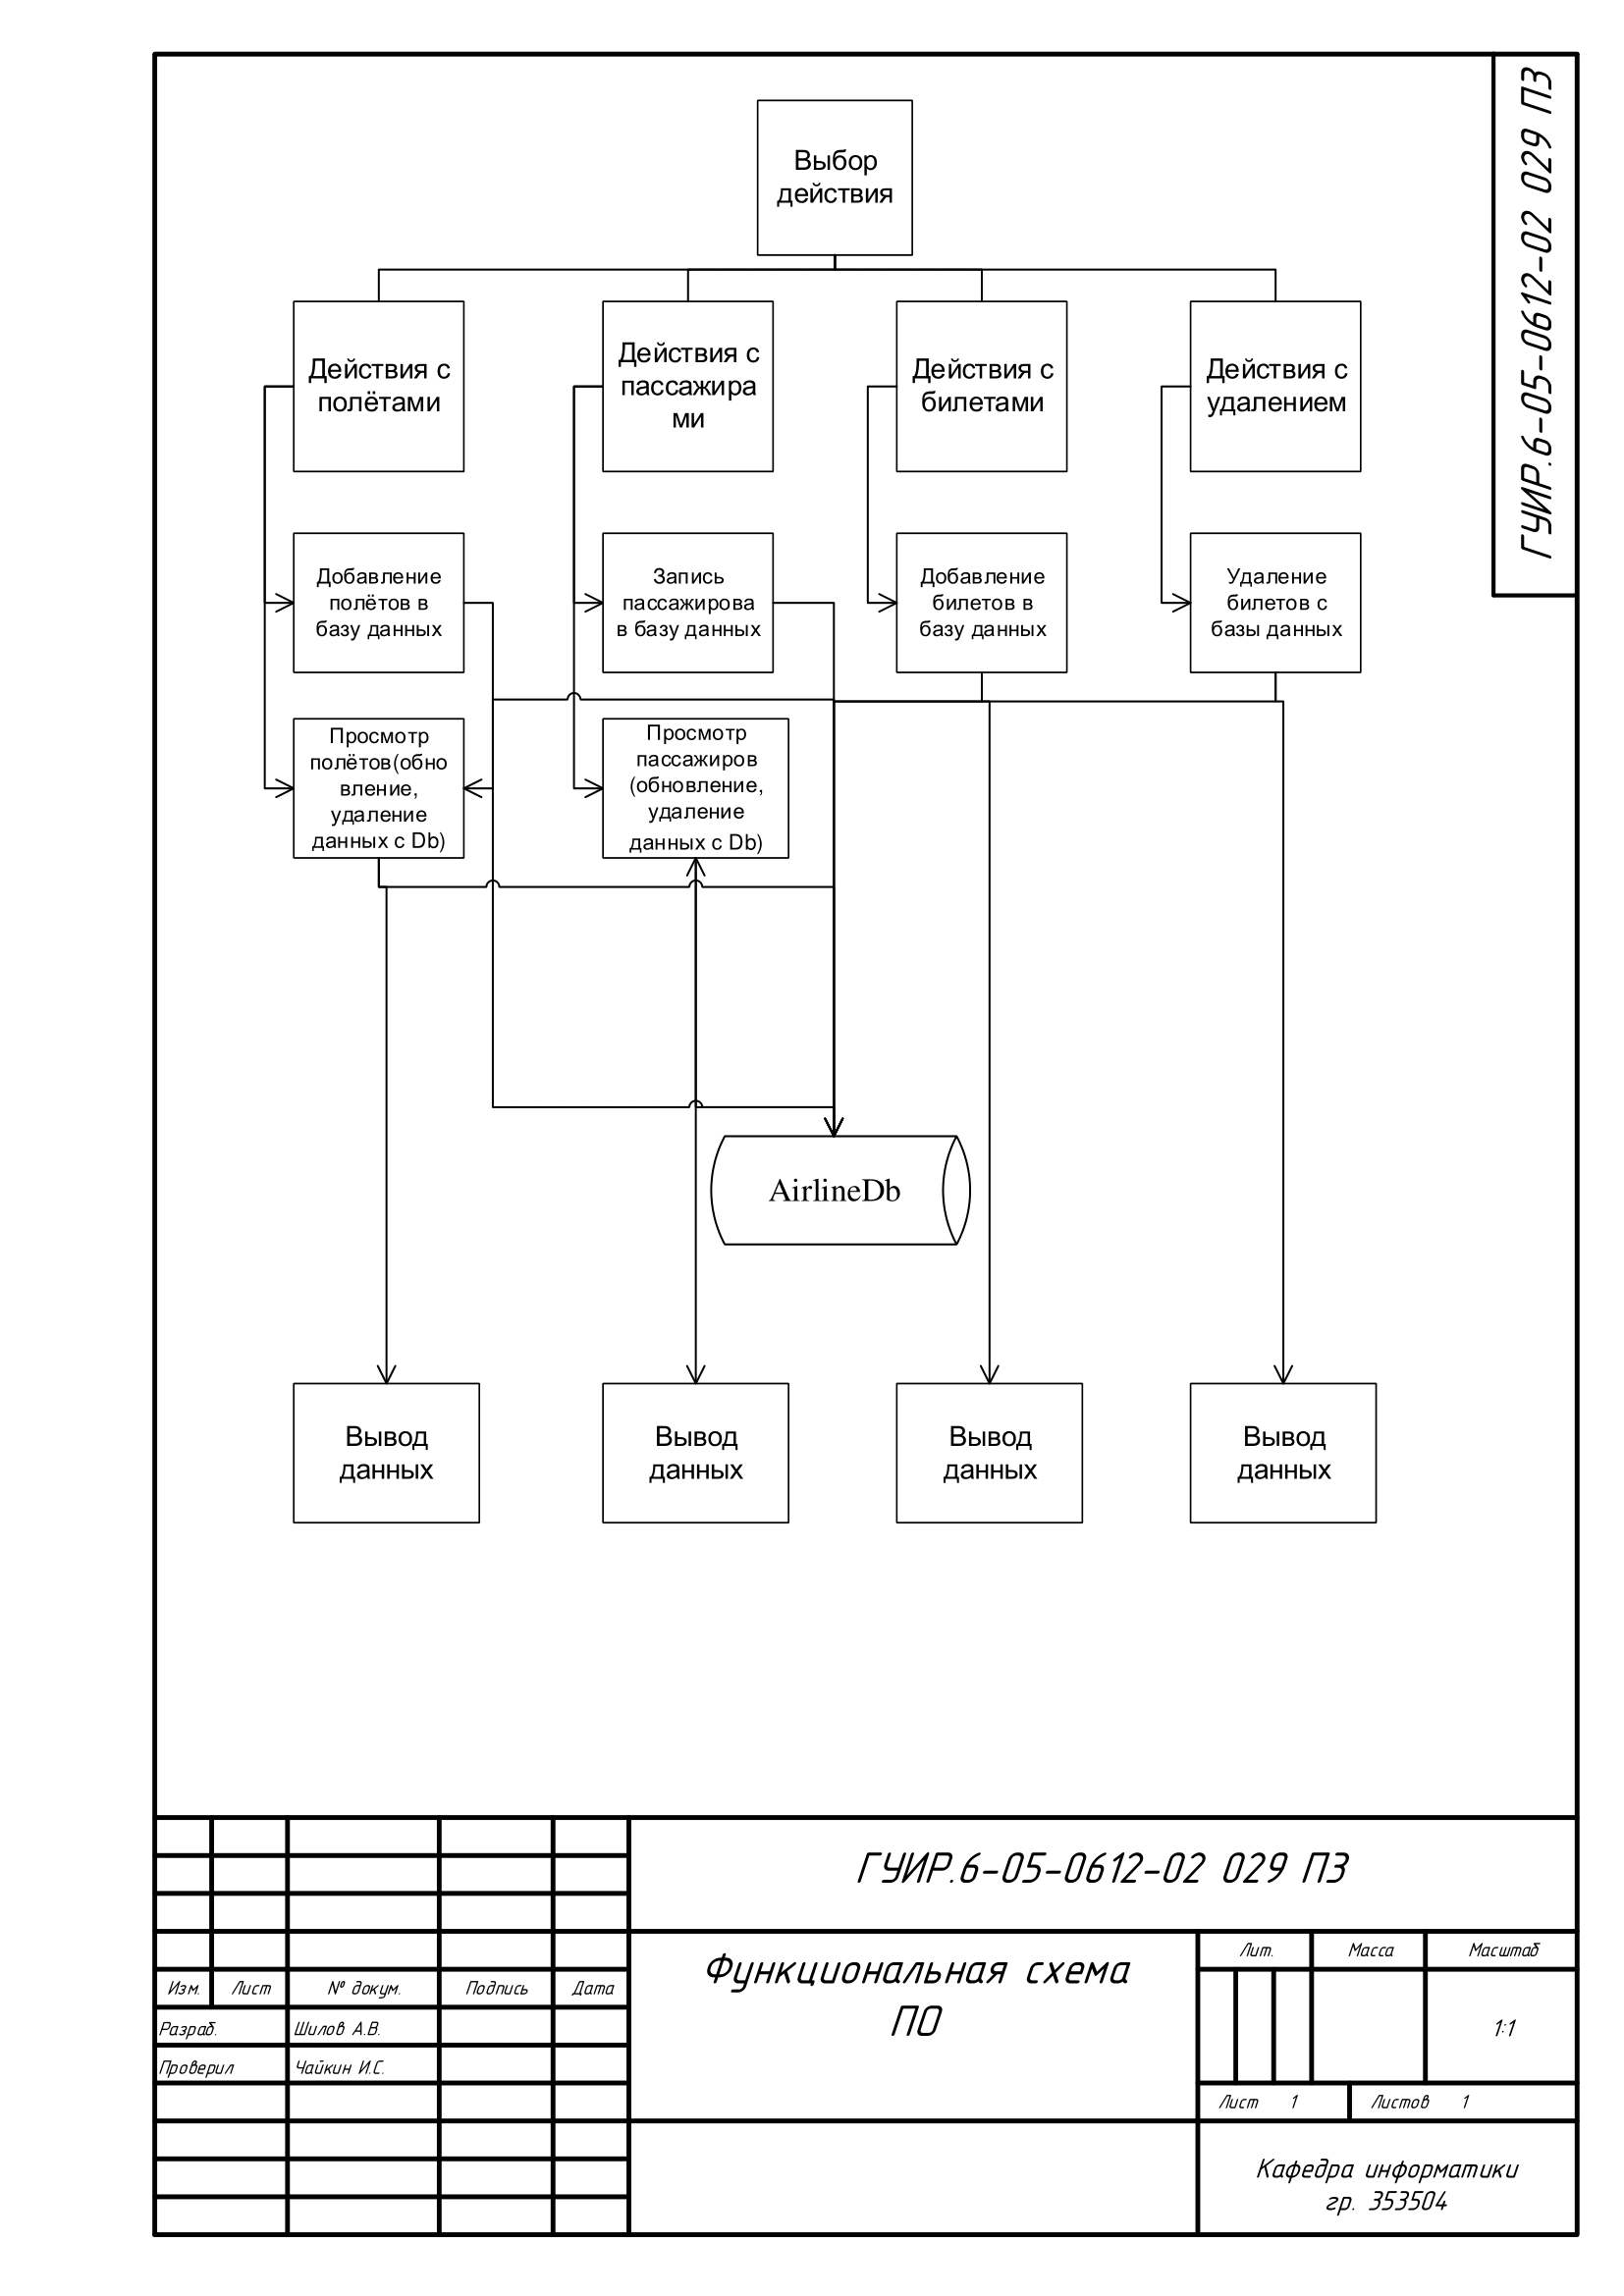 ГУИР.6-05-0612-02 029 ПЗ
Выбор
действия
Действия с
полётами
Действия с
пассажира
ми
Действия с
билетами
Действия с
удалением
Добавление
полётов в
базу данных
Запись
пассажирова
в базу данных
Добавление
билетов в
базу данных
Удаление
билетов с
базы данных
Просмотр
полётов(обно
вление,
удаление
данных с Db)
Просмотр
пассажиров
(обновление,
удаление
данных с Db)
AirlineDb
Вывод
данных
Вывод
данных
Вывод
данных
Вывод
данных
ГУИР.6-05-0612-02 029 ПЗ
Функциональная схема
ПО
Лит. Масса Масштаб
1:1
Лист 1 Листов 1
Изм. Лист № докум. Подпись Дата
Разраб. Шилов А.В.
Проверил Чайкин И.С.
Кафедра информатики
гр. 353504